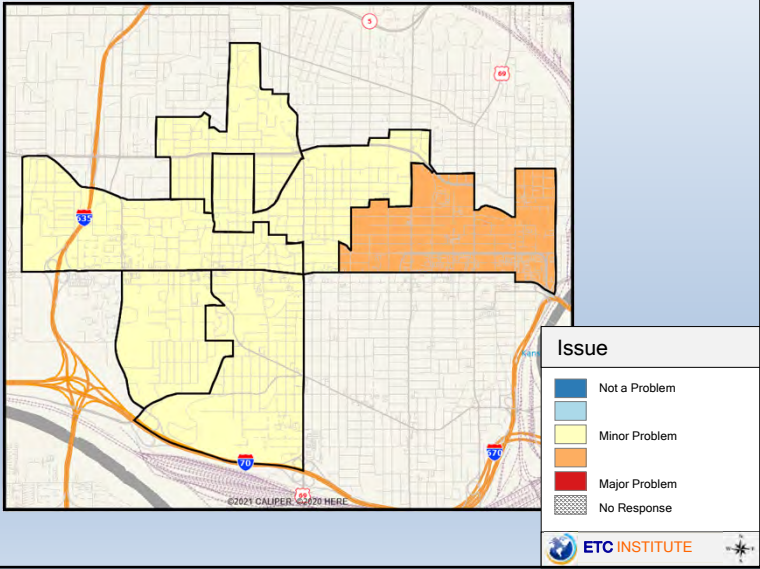 5
69
635
Issue
Not a Problem
Minor Problem
Major Problem
No Response
70
670
©2021 CALIPER; ©2020 HERE
ETC INSTITUTE